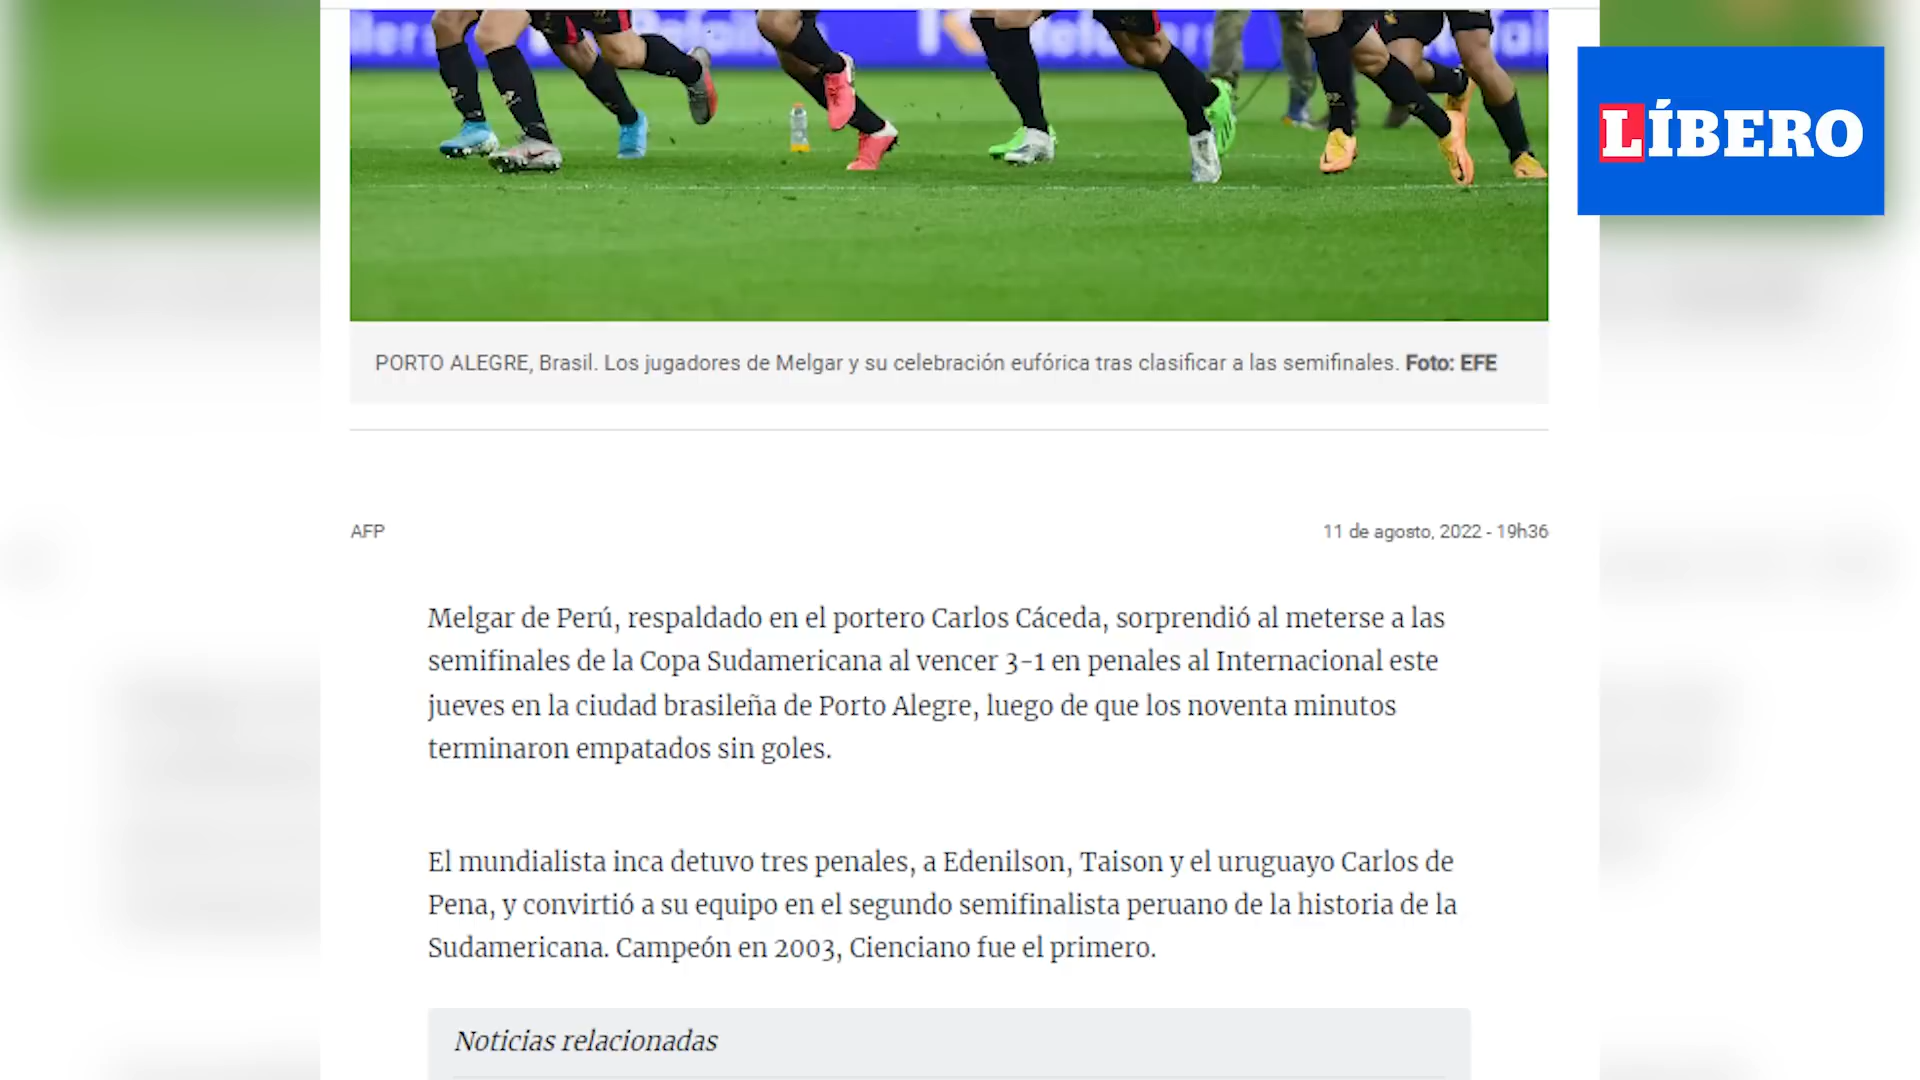 LÍBERO
PORTO ALEGRE, Brasil. Los jugadores de Melgar y su celebración eufórica tras clasificar a las semifinales. Foto: EFE
AFP
11 de agosto, 2022 - 19h36
Melgar de Perú, respaldado en el portero Carlos Cáceda, sorprendió al meterse a las
semifinales de la Copa Sudamericana al vencer 3-1 en penales al Internacional este
jueves en la ciudad brasileña de Porto Alegre, luego de que los noventa minutos
terminaron empatados sin goles.
El mundialista inca detuvo tres penales, a Edenilson, Taison y el uruguayo Carlos de
Pena, y convirtió a su equipo en el segundo semifinalista peruano de la historia de la
Sudamericana. Campeón en 2003, Cienciano fue el primero.
Noticias relacionadas